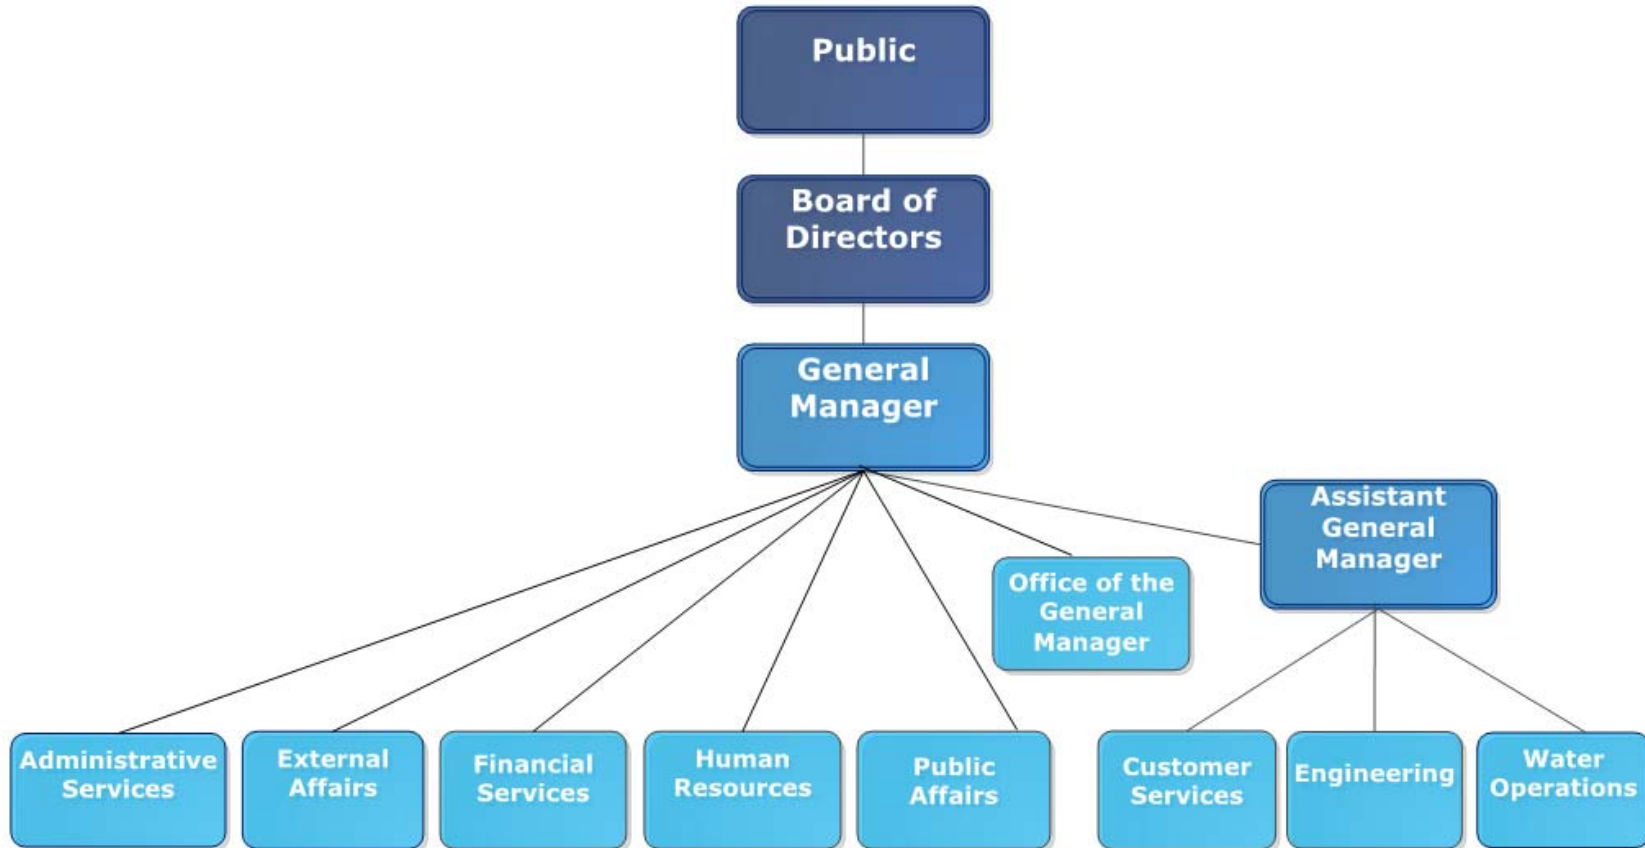 Public
Board of
Directors
General
Manager
Assistant
General
Manager
Office of the
General
Manager
Administrative
Services
External
Affairs
Financial
Services
Human
Resources
Public
Affairs
Customer
Services
Engineering
Water
Operations